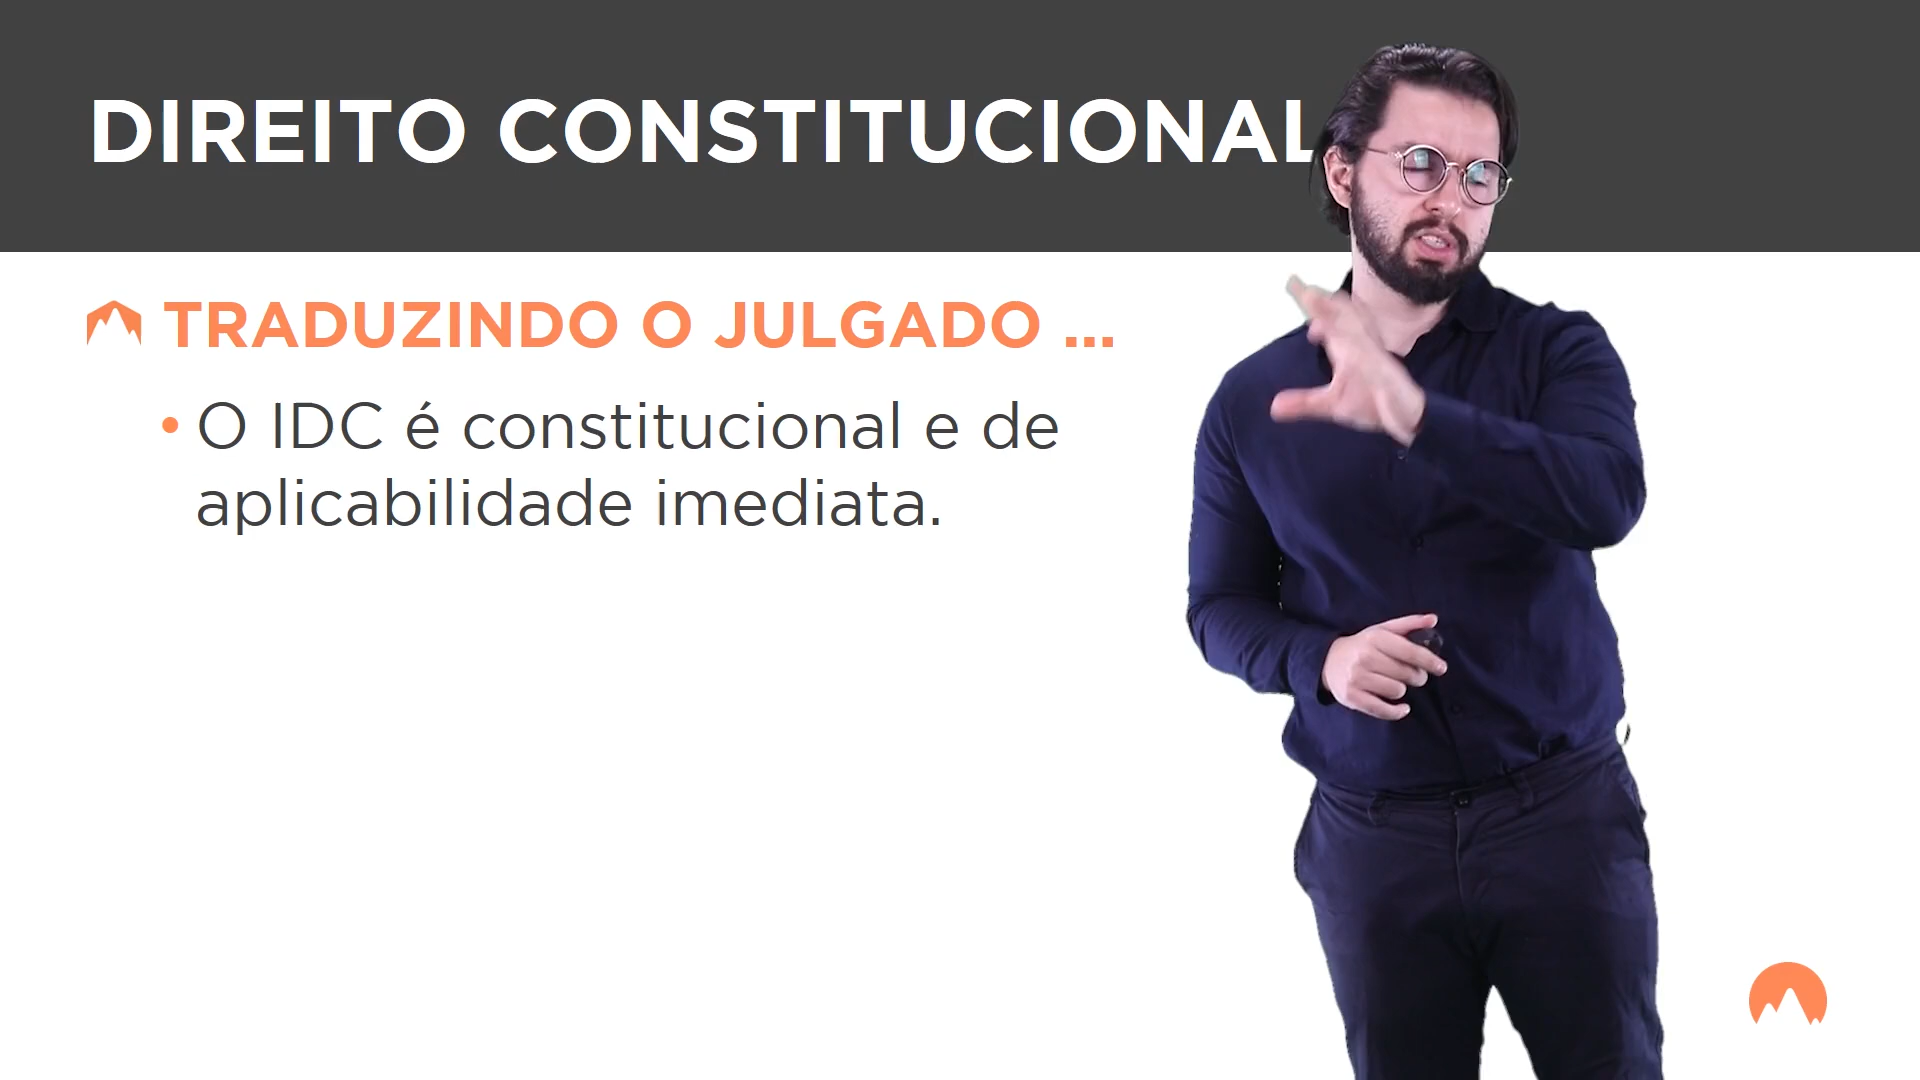 DIREITO CONSTITUCIONAL
TRADUZINDO O JULGADO ...
• O IDC é constitucional e de
aplicabilidade imediata.